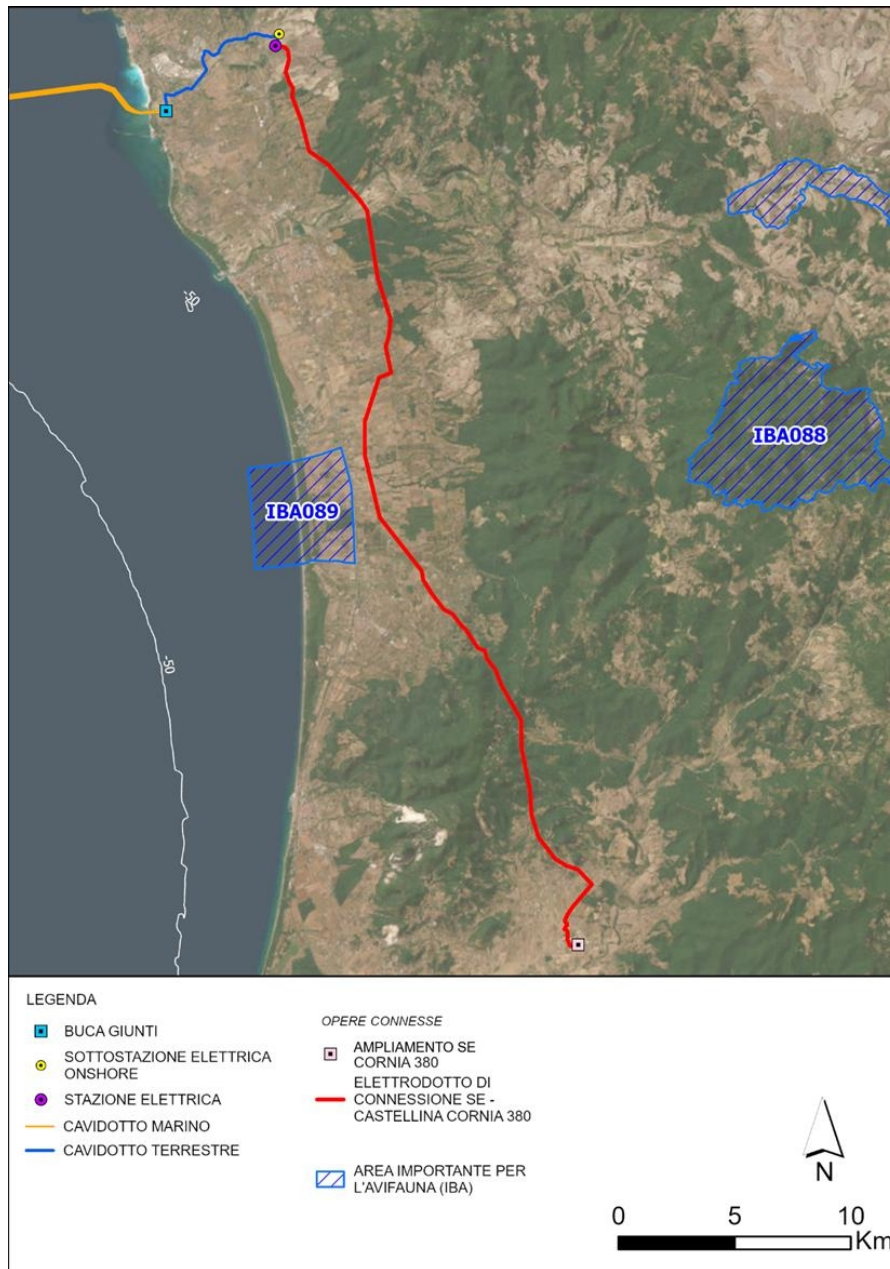 -50
IBA088
IBA089
-50
LEGENDA
BUCA GIUNTI
SOTTOSTAZIONE ELETTRICA
ONSHORE
STAZIONE ELETTRICA
CAVIDOTTO MARINO
CAVIDOTTO TERRESTRE
OPERE CONNESSE
AMPLIAMENTO SE
CORNIA 380
ELETTRODOTTO DI
CONNESSIONE SE -
CASTELLINA CORNIA 380
AREA IMPORTANTE PER
L'AVIFAUNA (IBA)
N
0 5 10
Km